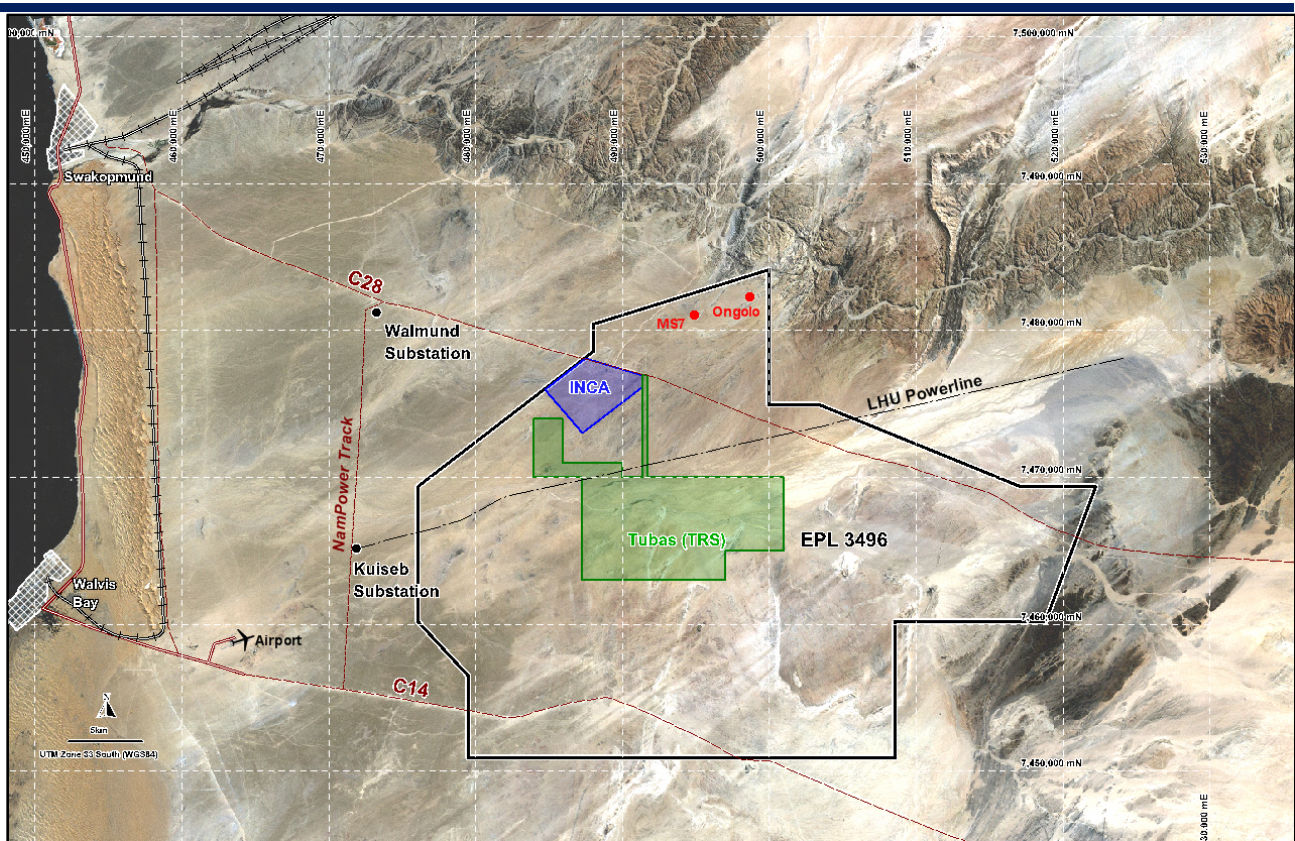 7,500,000 mN
450,000 mE
460,000 mE
470,000 mE
480,000 mE
490,000 mE
500,000 mE
510,000 mE
520,000 mE
530,000 mE
Swakopmund
7,490,000 mN
C28
Walmund
Substation
MS7
Ongolo
7,480,000 mN
INCA
LHU Powerline
NamPower Track
7,470,000 mN
Tubas (TRS)
EPL 3496
Kuiseb
Substation
Walvis
Bay
7,460,000 mN
Airport
C14
5km
UTM Zone 33 South (WGS84)
7,450,000 mN